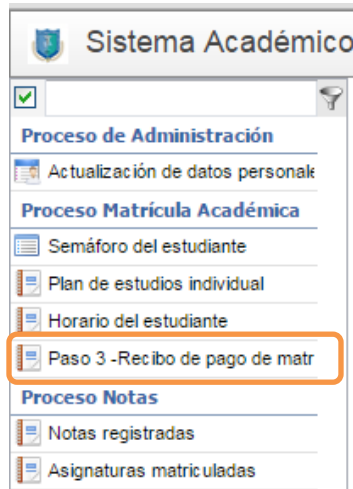 Sistema Académico
Proceso de Administración
Actualización de datos personale
Proceso Matrícula Académica
Semáforo del estudiante
Plan de estudios individual
Horario del estudiante
Paso 3 -Recibo de pago de matr
Proceso Notas
Notas registradas
Asignaturas matriculadas